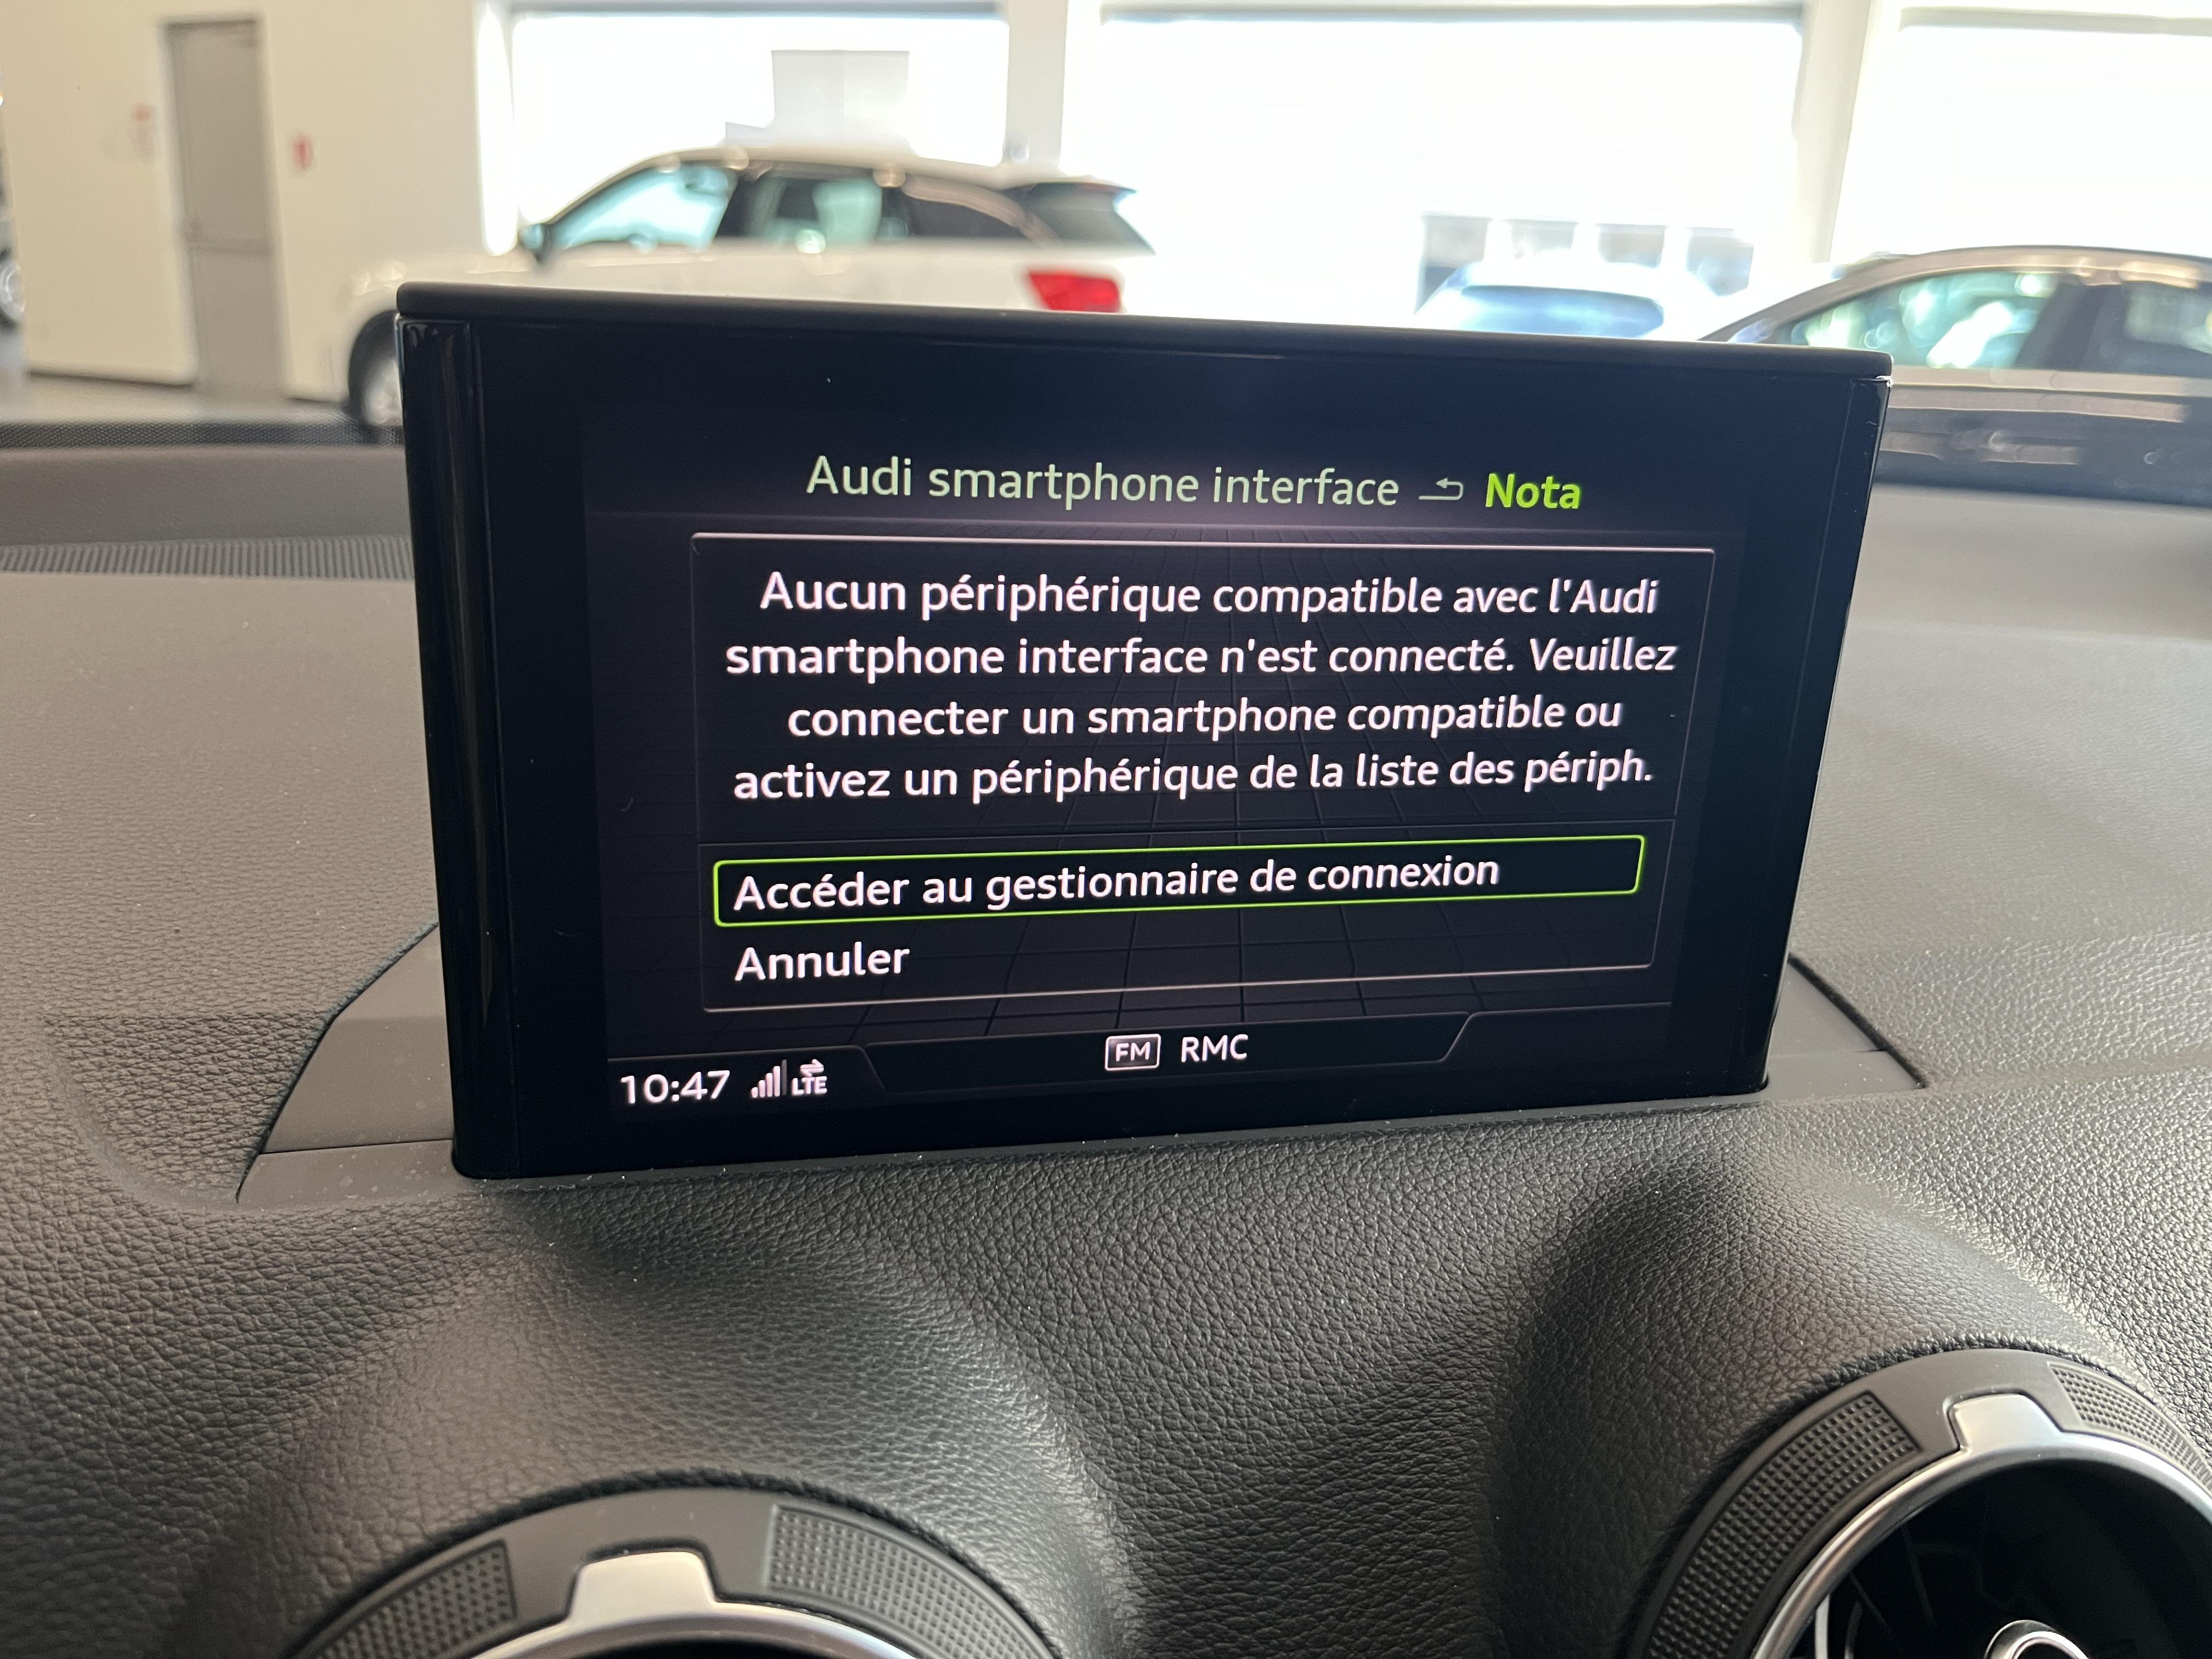 Audi smartphone interface Nota
Aucun périphérique compatible avec l'Audi
smartphone interface n'est connecté. Veuillez
connecter un smartphone compatible ou
activez un périphérique de la liste des périph.
Accéder au gestionnaire de connexion
Annuler
FM RMC
10:47 LTE